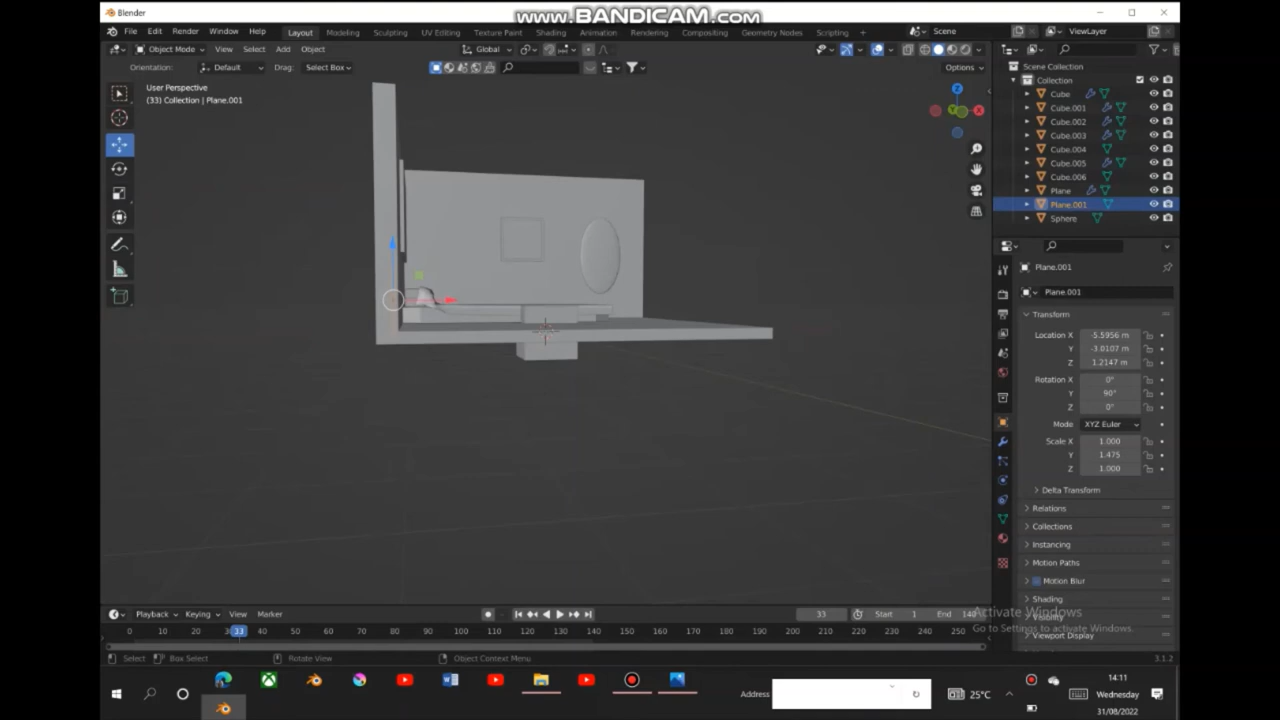 www.BANDICAM.com
Blender
File Edit Render Window Help Layout Modeling Sculpting UV Editing Texture Paint Shading Animation Rendering Compositing Geometry Nodes Scripting + Scene ViewLayer
Object Mode View Select Add Object Global
Orientation: Default Drag: Select Box Options
User Perspective
(33) Collection | Plane.001
Z
X
Y
Scene Collection
Collection
Cube
Cube.001
Cube.002
Cube.003
Cube.004
Cube.005
Cube.006
Plane
Plane.001
Sphere
Plane.001
Plane.001
Transform
Location X -5.5956 m
Y -3.0107 m
Z 1.2147 m
Rotation X 0°
Y 90°
Z 0°
Mode XYZ Euler
Scale X 1.000
Y 1.475
Z 1.000
Delta Transform
Relations
Collections
Instancing
Motion Paths
Motion Blur
Shading
Visibility
Viewport Display
Activate Windows
Go to Settings to activate Windows.
Playback Keying View Marker 33 Start 1 End 140
0 10 20 33 40 50 60 70 80 90 100 110 120 130 140 150 160 170 180 190 200 210 220 230 240 250
Select Box Select Rotate View Object Context Menu 3.1.2
Address 25°C
14:11
Wednesday
31/08/2022